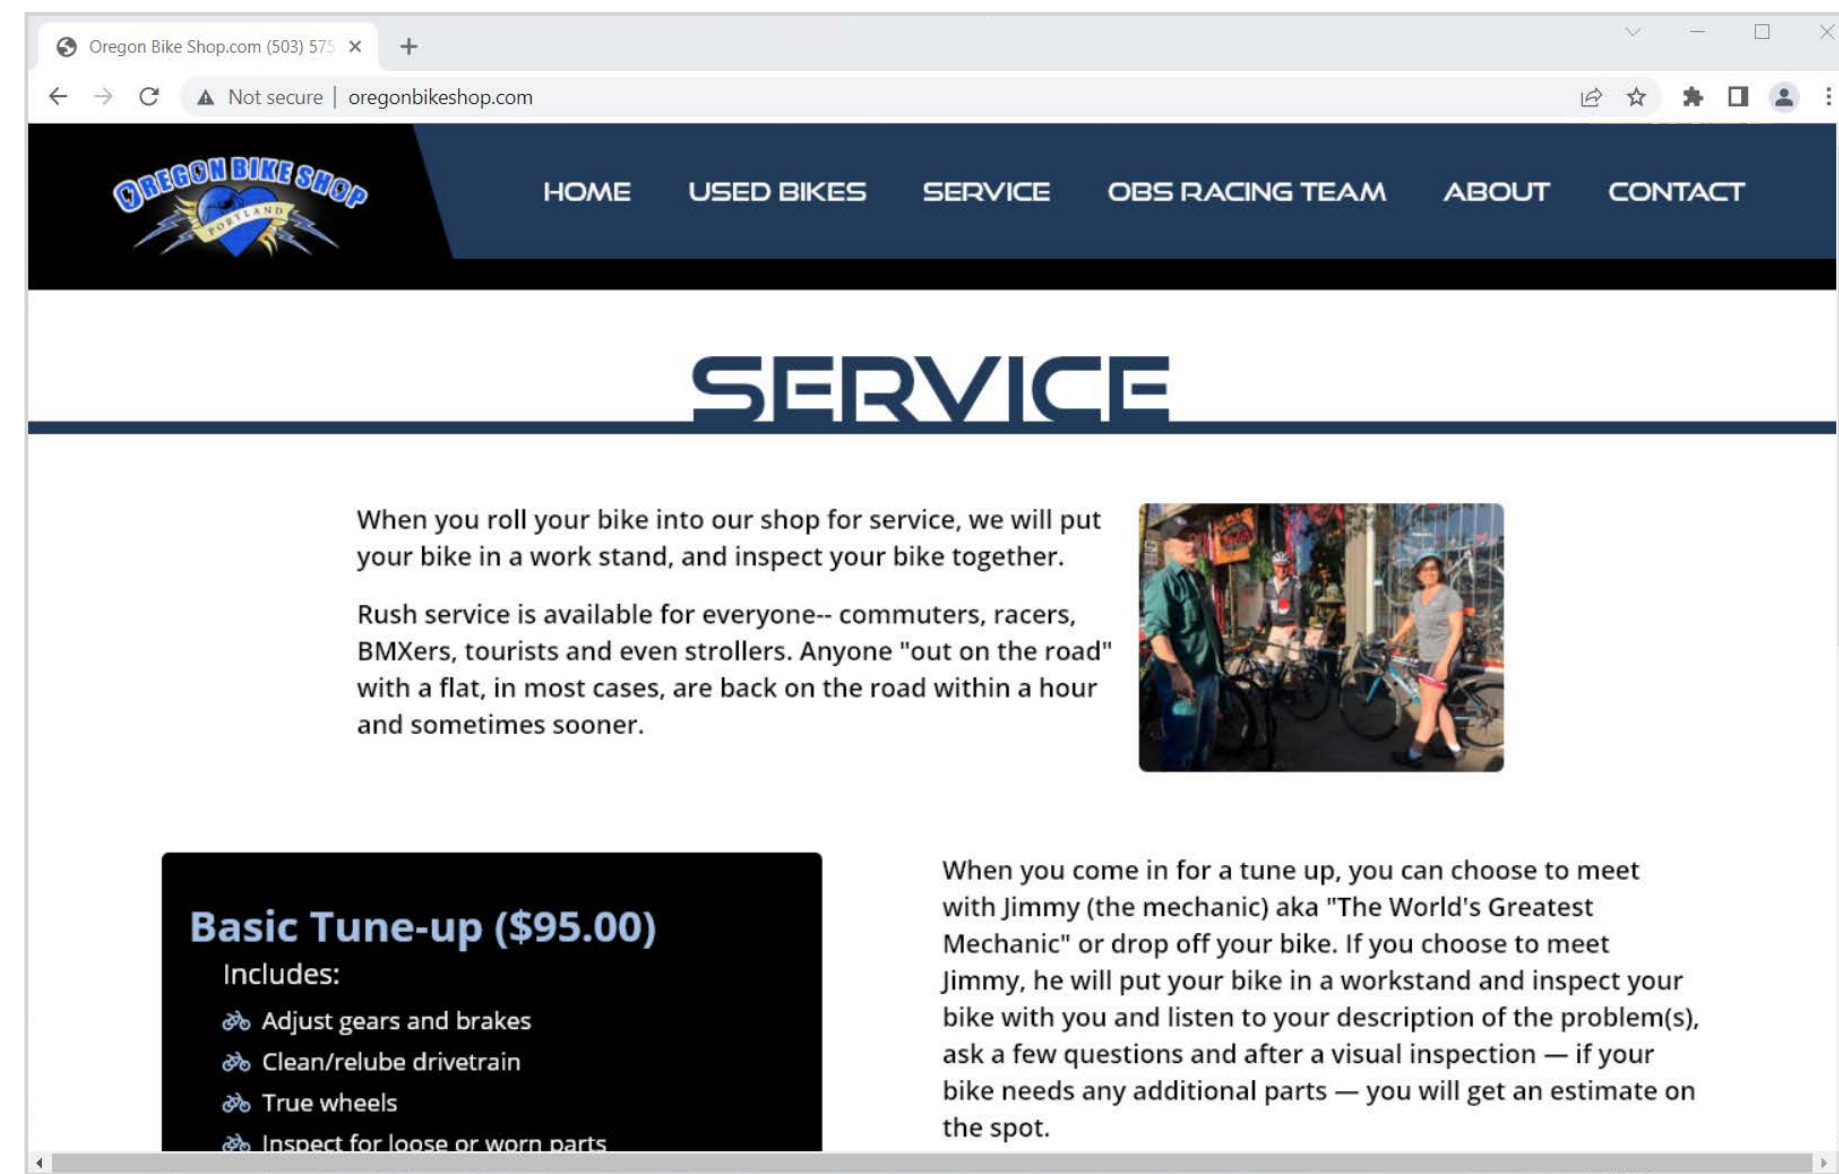 Oregon Bike Shop.com (503) 575
Not secure | oregonbikeshop.com
OREGON BIKE SHOP
PORTLAND
HOME USED BIKES SERVICE OBS RACING TEAM ABOUT CONTACT
SERVICE
When you roll your bike into our shop for service, we will put
your bike in a work stand, and inspect your bike together.
Rush service is available for everyone-- commuters, racers,
BMXers, tourists and even strollers. Anyone "out on the road"
with a flat, in most cases, are back on the road within a hour
and sometimes sooner.
Basic Tune-up ($95.00)
Includes:
Adjust gears and brakes
Clean/relube drivetrain
True wheels
Inspect for loose or worn parts
When you come in for a tune up, you can choose to meet
with Jimmy (the mechanic) aka "The World's Greatest
Mechanic" or drop off your bike. If you choose to meet
Jimmy, he will put your bike in a workstand and inspect your
bike with you and listen to your description of the problem(s),
ask a few questions and after a visual inspection — if your
bike needs any additional parts — you will get an estimate on
the spot.